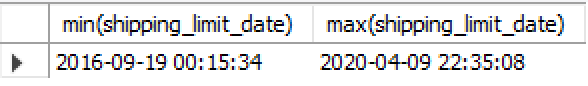 min(shipping_limit_date) max(shipping_limit_date)
2016-09-19 00:15:34 2020-04-09 22:35:08